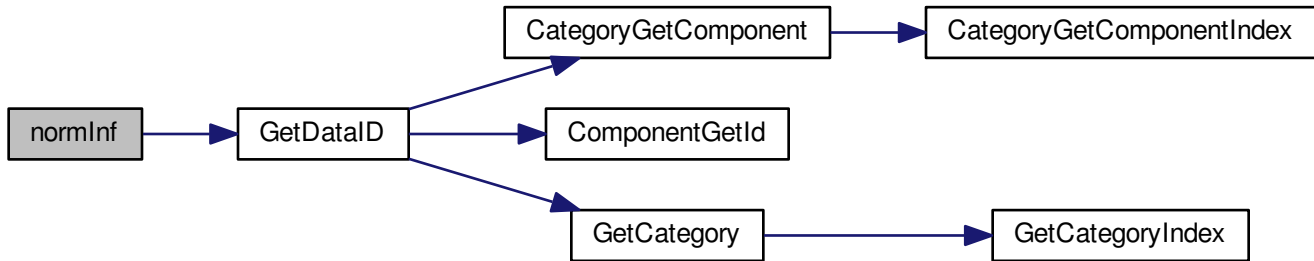 CategoryGetComponent
CategoryGetComponentIndex
normInf
GetDataID
ComponentGetId
GetCategory
GetCategoryIndex